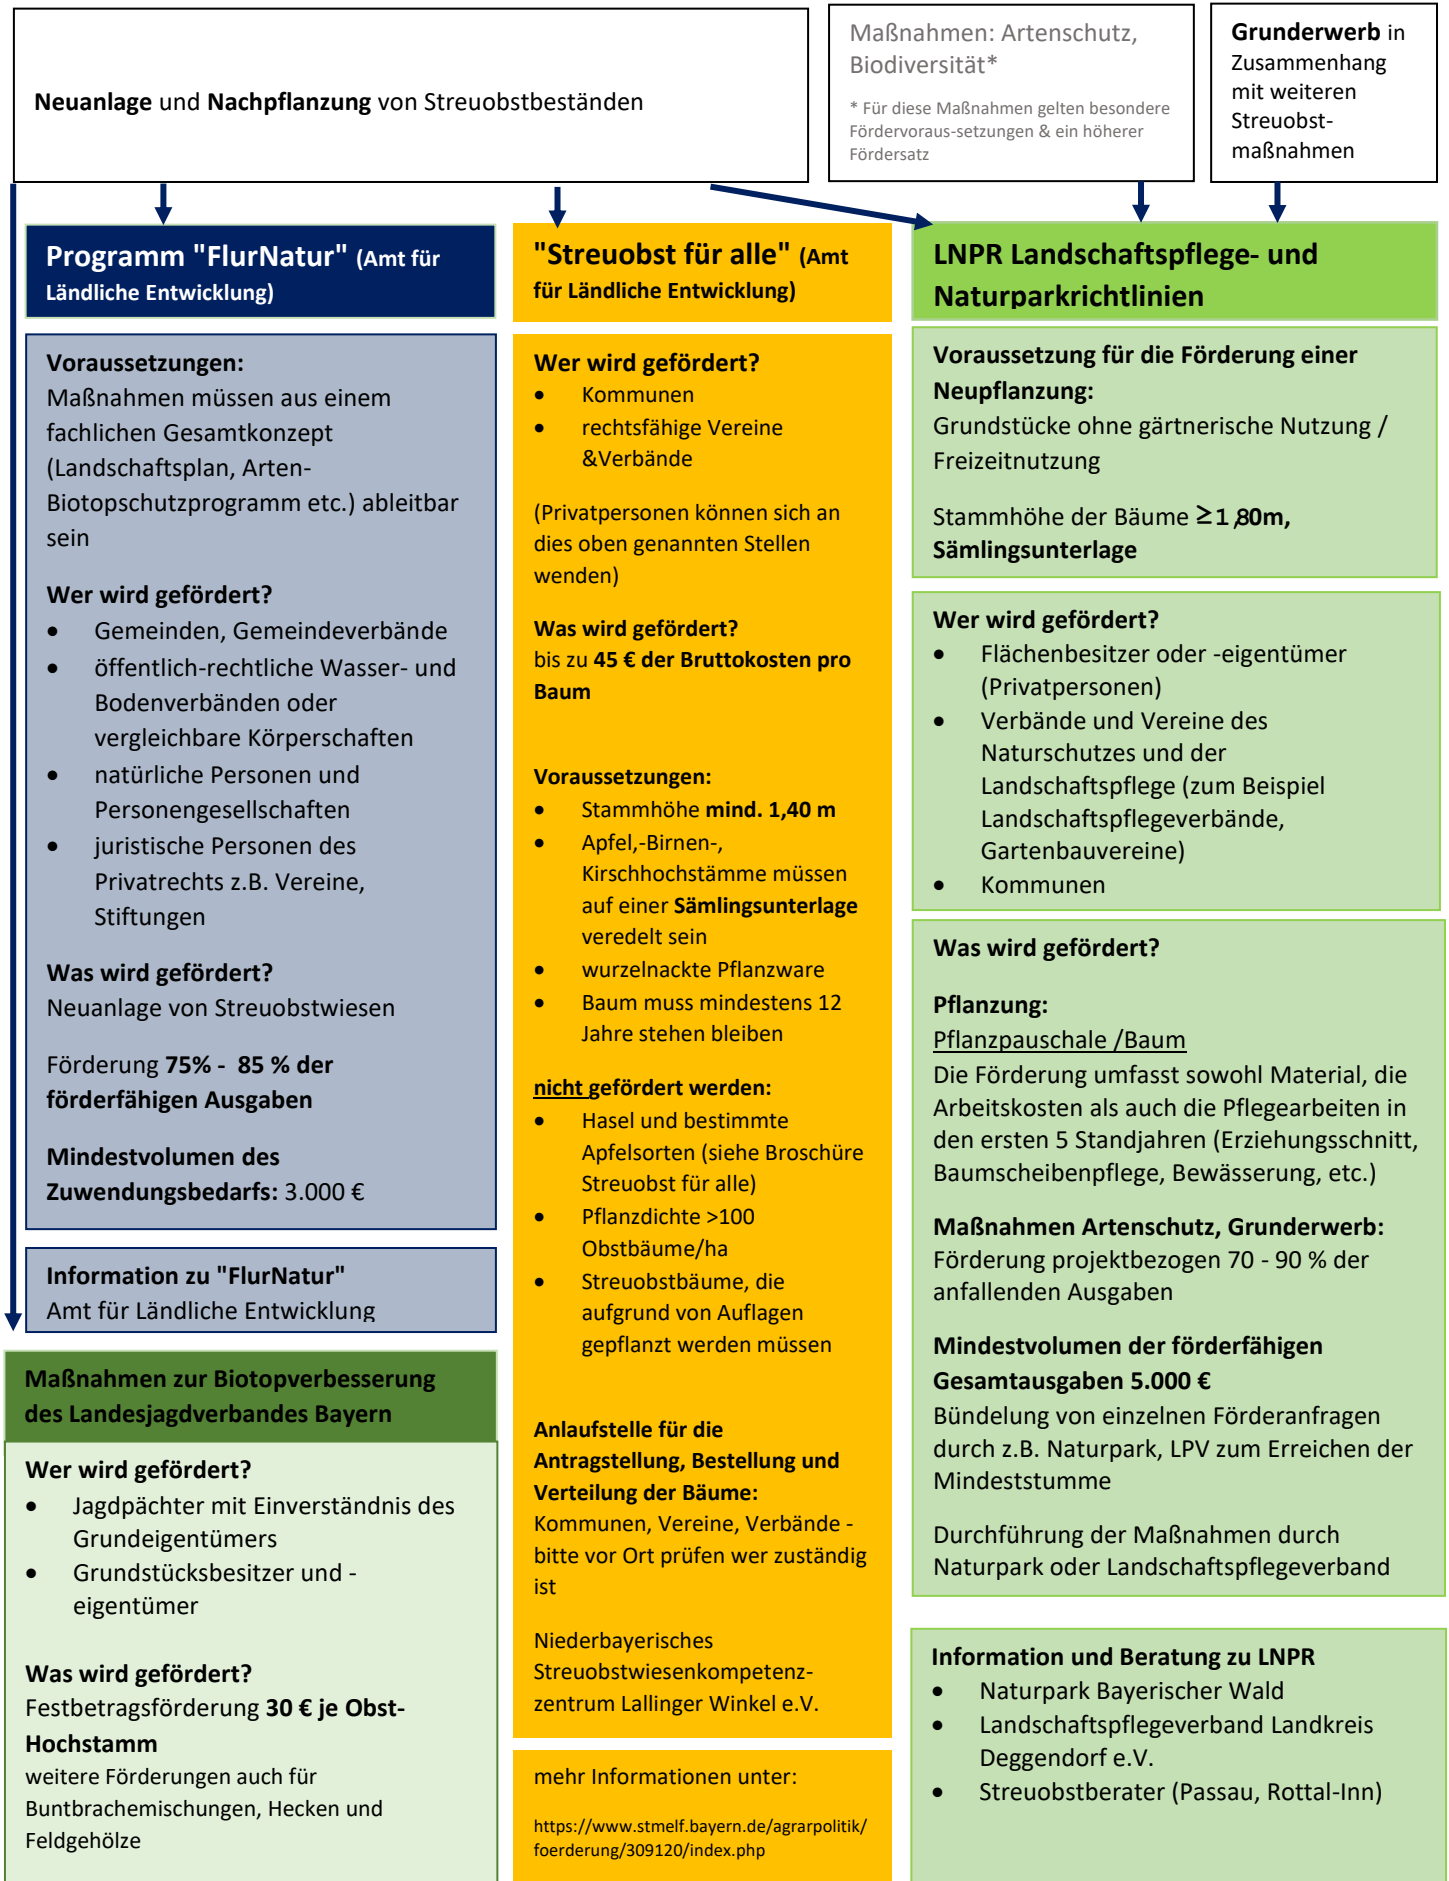 Neuanlage und Nachpflanzung von Streuobstbeständen
Maßnahmen: Artenschutz,
Biodiversität*
* Für diese Maßnahmen gelten besondere
Fördervoraus-setzungen & ein höherer
Fördersatz
Grunderwerb in
Zusammenhang
mit weiteren
Streuobst-
maßnahmen
Programm "FlurNatur" (Amt für
Ländliche Entwicklung)
Voraussetzungen:
Maßnahmen müssen aus einem
fachlichen Gesamtkonzept
(Landschaftsplan, Arten-
Biotopschutzprogramm etc.) ableitbar
sein
Wer wird gefördert?
• Gemeinden, Gemeindeverbände
• öffentlich-rechtliche Wasser- und
Bodenverbänden oder
vergleichbare Körperschaften
• natürliche Personen und
Personengesellschaften
• juristische Personen des
Privatrechts z.B. Vereine,
Stiftungen
Was wird gefördert?
Neuanlage von Streuobstwiesen
Förderung 75% - 85 % der
förderfähigen Ausgaben
Mindestvolumen des
Zuwendungsbedarfs: 3.000 €
Information zu "FlurNatur"
Amt für Ländliche Entwicklung
Maßnahmen zur Biotopverbesserung
des Landesjagdverbandes Bayern
Wer wird gefördert?
• Jagdpächter mit Einverständnis des
Grundeigentümers
• Grundstücksbesitzer und -
eigentümer
Was wird gefördert?
Festbetragsförderung 30 € je Obst-
Hochstamm
weitere Förderungen auch für
Buntbrachemischungen, Hecken und
Feldgehölze
"Streuobst für alle" (Amt
für Ländliche Entwicklung)
Wer wird gefördert?
• Kommunen
• rechtsfähige Vereine
&Verbände
(Privatpersonen können sich an
dies oben genannten Stellen
wenden)
Was wird gefördert?
bis zu 45 € der Bruttokosten pro
Baum
Voraussetzungen:
• Stammhöhe mind. 1,40 m
• Apfel,-Birnen-,
Kirschhochstämme müssen
auf einer Sämlingsunterlage
veredelt sein
• wurzelnackte Pflanzware
• Baum muss mindestens 12
Jahre stehen bleiben
nicht gefördert werden:
• Hasel und bestimmte
Apfelsorten (siehe Broschüre
Streuobst für alle)
• Pflanzdichte >100
Obstbäume/ha
• Streuobstbäume, die
aufgrund von Auflagen
gepflanzt werden müssen
Anlaufstelle für die
Antragstellung, Bestellung und
Verteilung der Bäume:
Kommunen, Vereine, Verbände -
bitte vor Ort prüfen wer zuständig
ist
Niederbayerisches
Streuobstwiesenkompetenz-
zentrum Lallinger Winkel e.V.
mehr Informationen unter:
https://www.stmelf.bayern.de/agrarpolitik/
foerderung/309120/index.php
LNPR Landschaftspflege- und
Naturparkrichtlinien
Voraussetzung für die Förderung einer
Neupflanzung:
Grundstücke ohne gärtnerische Nutzung /
Freizeitnutzung
Stammhöhe der Bäume ≥1,80m,
Sämlingsunterlage
Wer wird gefördert?
• Flächenbesitzer oder -eigentümer
(Privatpersonen)
• Verbände und Vereine des
Naturschutzes und der
Landschaftspflege (zum Beispiel
Landschaftspflegeverbände,
Gartenbauvereine)
• Kommunen
Was wird gefördert?
Pflanzung:
Pflanzpauschale /Baum
Die Förderung umfasst sowohl Material, die
Arbeitskosten als auch die Pflegearbeiten in
den ersten 5 Standjahren (Erziehungsschnitt,
Baumscheibenpflege, Bewässerung, etc.)
Maßnahmen Artenschutz, Grunderwerb:
Förderung projektbezogen 70 - 90 % der
anfallenden Ausgaben
Mindestvolumen der förderfähigen
Gesamtausgaben 5.000 €
Bündelung von einzelnen Förderanfragen
durch z.B. Naturpark, LPV zum Erreichen der
Mindeststumme
Durchführung der Maßnahmen durch
Naturpark oder Landschaftspflegeverband
Information und Beratung zu LNPR
• Naturpark Bayerischer Wald
• Landschaftspflegeverband Landkreis
Deggendorf e.V.
• Streuobstberater (Passau, Rottal-Inn)